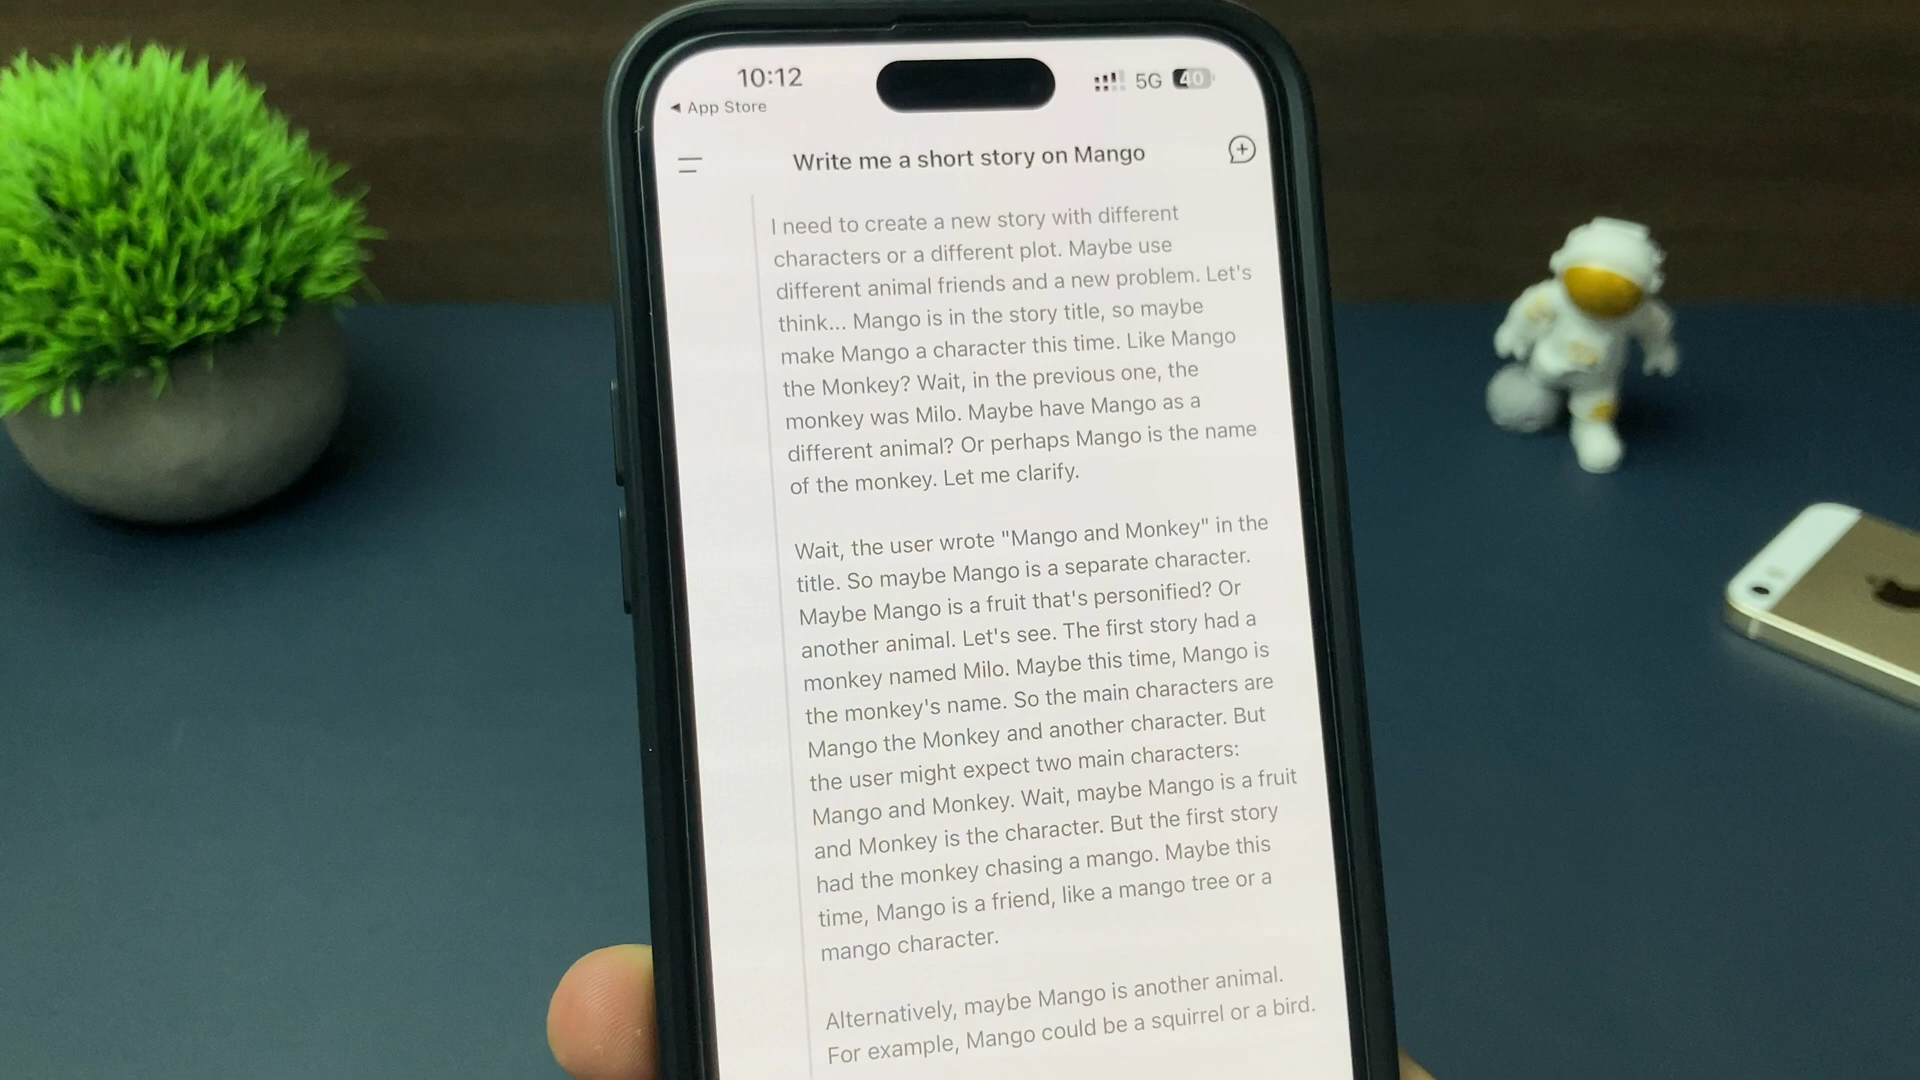 10:12
5G
40
App Store
Write me a short story on Mango
I need to create a new story with different
characters or a different plot. Maybe use
different animal friends and a new problem. Let's
think... Mango is in the story title, so maybe
make Mango a character this time. Like Mango
the Monkey? Wait, in the previous one, the
monkey was Milo. Maybe have Mango as a
different animal? Or perhaps Mango is the name
of the monkey. Let me clarify.
Wait, the user wrote "Mango and Monkey" in the
title. So maybe Mango is a separate character.
Maybe Mango is a fruit that's personified? Or
another animal. Let's see. The first story had a
monkey named Milo. Maybe this time, Mango is
the monkey's name. So the main characters are
Mango the Monkey and another character. But
the user might expect two main characters:
Mango and Monkey. Wait, maybe Mango is a fruit
and Monkey is the character. But the first story
had the monkey chasing a mango. Maybe this
time, Mango is a friend, like a mango tree or a
mango character.
Alternatively, maybe Mango is another animal.
For example, Mango could be a squirrel or a bird.